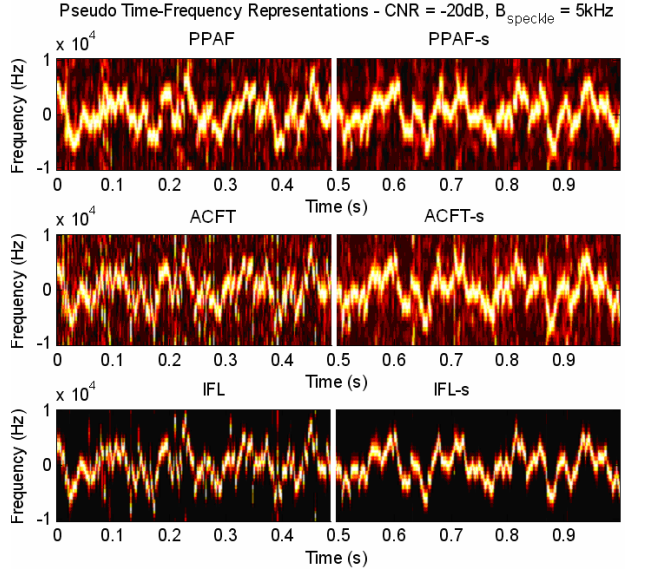 Pseudo Time-Frequency Representations - CNR = -20dB, B_speckle = 5kHz
x 10^4
PPAF
PPAF-s
Frequency (Hz)
1
0
-1
0 0.1 0.2 0.3 0.4 0.5 0.6 0.7 0.8 0.9
Time (s)
x 10^4
ACFT
ACFT-s
Frequency (Hz)
1
0
-1
0 0.1 0.2 0.3 0.4 0.5 0.6 0.7 0.8 0.9
Time (s)
Time (s)
x 10^4
IFL
IFL-s
Frequency (Hz)
1
0
-1
0 0.1 0.2 0.3 0.4 0.5 0.6 0.7 0.8 0.9
Time (s)
Time (s)